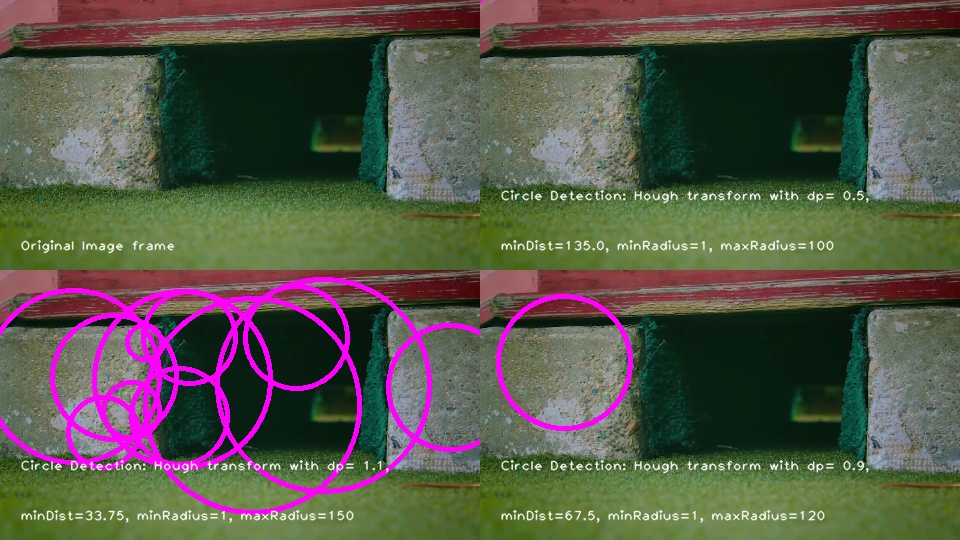 Original Image frame
Circle Detection: Hough transform with dp= 0.5,
minDist=135.0, minRadius=1, maxRadius=100
Circle Detection: Hough transform with dp= 1.1,
minDist=33.75, minRadius=1, maxRadius=150
Circle Detection: Hough transform with dp= 0.9,
minDist=67.5, minRadius=1, maxRadius=120